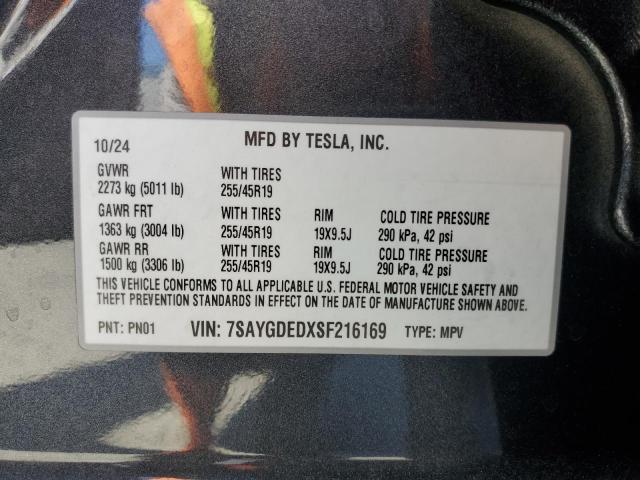 10/24 MFD BY TESLA, INC.
GVWR WITH TIRES
2273 kg (5011 lb) 255/45R19
GAWR FRT WITH TIRES RIM COLD TIRE PRESSURE
1363 kg (3004 lb) 255/45R19 19X9.5J 290 kPa, 42 psi
GAWR RR WITH TIRES RIM COLD TIRE PRESSURE
1500 kg (3306 lb) 255/45R19 19X9.5J 290 kPa, 42 psi
THIS VEHICLE CONFORMS TO ALL APPLICABLE U.S. FEDERAL MOTOR VEHICLE SAFETY AND
THEFT PREVENTION STANDARDS IN EFFECT ON THE DATE OF MANUFACTURE SHOWN ABOVE.
PNT: PN01 VIN: 7SAYGDEDXSF216169 TYPE: MPV